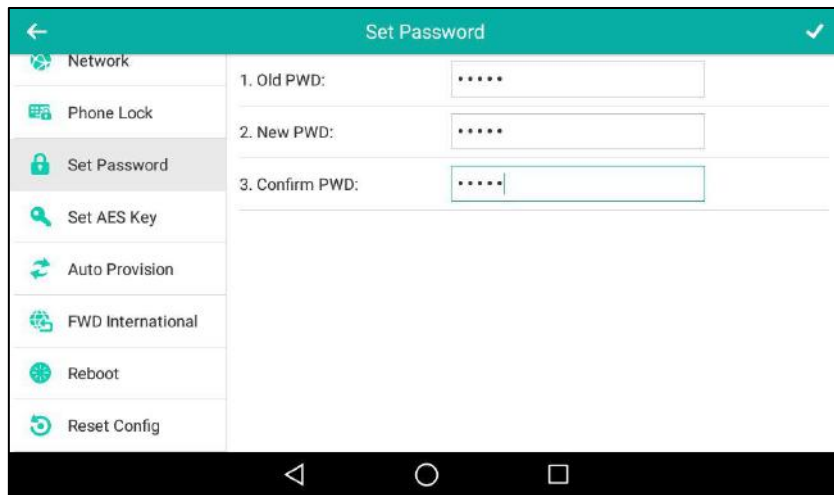 Set Password
Network
Phone Lock
Set Password
Set AES Key
Auto Provision
FWD International
Reboot
Reset Config
1. Old PWD:
•••••
2. New PWD:
•••••
3. Confirm PWD:
•••••